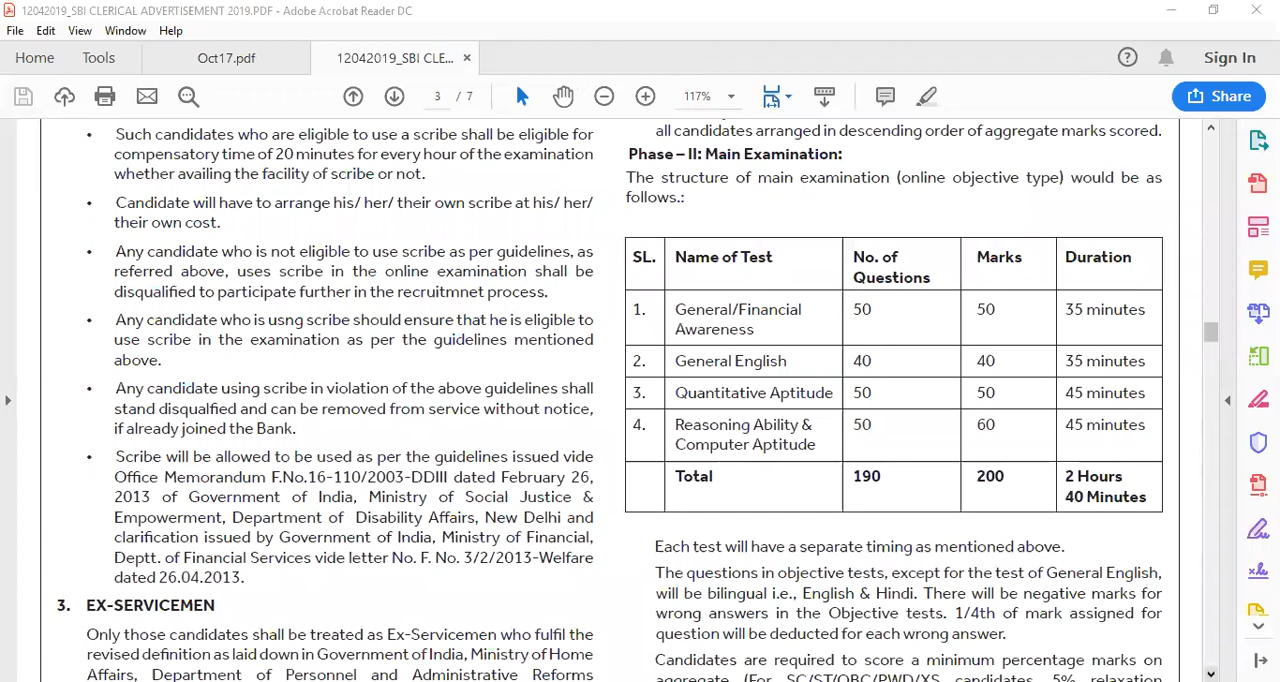 12042019_SBI CLERICAL ADVERTISEMENT 2019.PDF - Adobe Acrobat Reader DC
File Edit View Window Help
Home Tools Oct17.pdf 12042019_SBI CLE... × Sign In
3 / 7 117% Share
• Such candidates who are eligible to use a scribe shall be eligible for
compensatory time of 20 minutes for every hour of the examination
whether availing the facility of scribe or not.
• Candidate will have to arrange his/ her/ their own scribe at his/ her/
their own cost.
• Any candidate who is not eligible to use scribe as per guidelines, as
referred above, uses scribe in the online examination shall be
disqualified to participate further in the recruitmnet process.
• Any candidate who is usng scribe should ensure that he is eligible to
use scribe in the examination as per the guidelines mentioned
above.
• Any candidate using scribe in violation of the above guidelines shall
stand disqualfied and can be removed from service without notice,
if already joined the Bank.
• Scribe will be allowed to be used as per the guidelines issued vide
Office Memorandum F.No.16-110/2003-DDIII dated February 26,
2013 of Government of India, Ministry of Social Justice &
Empowerment, Department of Disability Affairs, New Delhi and
clarification issued by Government of India, Ministry of Financial,
Deptt. of Financial Services vide letter No. F. No. 3/2/2013-Welfare
dated 26.04.2013.
3. EX-SERVICEMEN
Only those candidates shall be treated as Ex-Servicemen who fulfil the
revised definition as laid down in Government of India, Ministry of Home
Affairs, Department of Personnel and Administrative Reforms
all candidates arranged in descending order of aggregate marks scored.
Phase – II: Main Examination:
The structure of main examination (online objective type) would be as
follows.:
SL. Name of Test No. of Questions Marks Duration
1. General/Financial Awareness 50 50 35 minutes
2. General English 40 40 35 minutes
3. Quantitative Aptitude 50 50 45 minutes
4. Reasoning Ability & Computer Aptitude 50 60 45 minutes
Total 190 200 2 Hours 40 Minutes
Each test will have a separate timing as mentioned above.
The questions in objective tests, except for the test of General English,
will be bilingual i.e., English & Hindi. There will be negative marks for
wrong answers in the Objective tests. 1/4th of mark assigned for
question will be deducted for each wrong answer.
Candidates are required to score a minimum percentage marks on
aggregate (For SC/ST/OBC/PWD/XS candidates, 5% relaxation